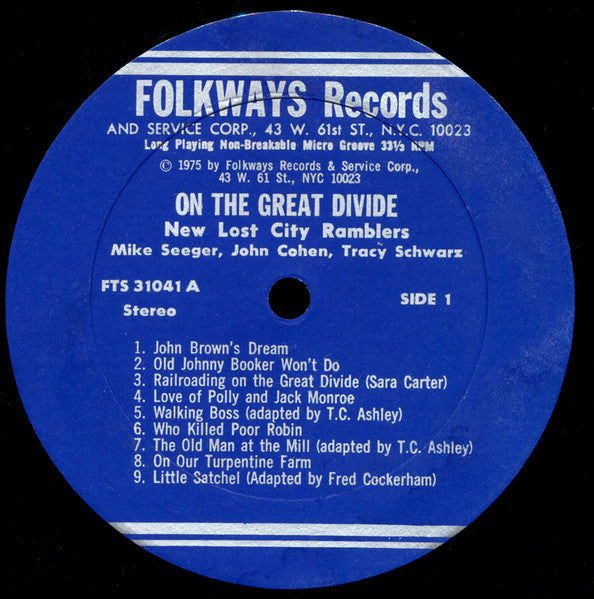 FOLKWAYS Records
AND SERVICE CORP., 43 W. 61st ST., N.Y.C. 10023
Long Playing Non-Breakable Micro Groove 33⅓ RPM
© 1975 by Folkways Records & Service Corp.,
43 W. 61 St., NYC 10023
ON THE GREAT DIVIDE
New Lost City Ramblers
Mike Seeger, John Cohen, Tracy Schwarz
FTS 31041 A
SIDE 1
Stereo
1. John Brown's Dream
2. Old Johnny Booker Won't Do
3. Railroading on the Great Divide (Sara Carter)
4. Love of Polly and Jack Monroe
5. Walking Boss (adapted by T.C. Ashley)
6. Who Killed Poor Robin
7. The Old Man at the Mill (adapted by T.C. Ashley)
8. On Our Turpentine Farm
9. Little Satchel (Adapted by Fred Cockerham)